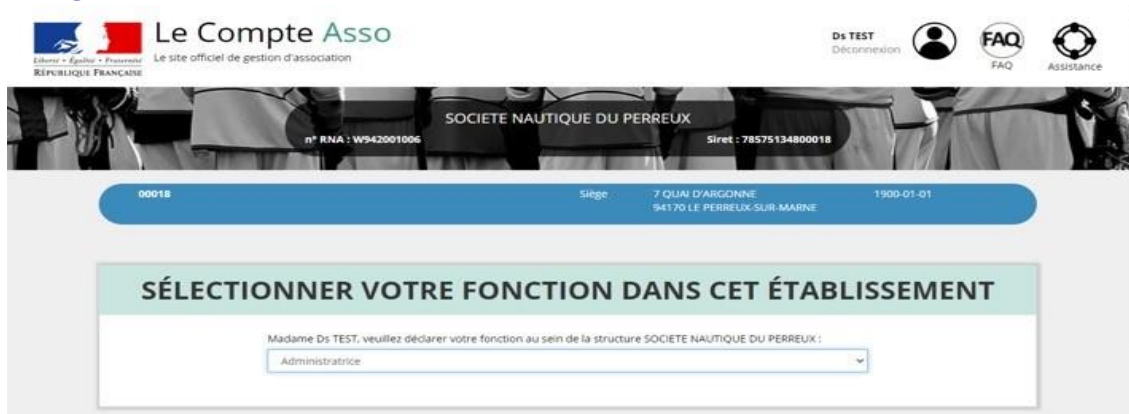 Le Compte Asso
Le site officiel de gestion d'association
Liberté • Égalité • Fraternité
RÉPUBLIQUE FRANÇAISE
Ds TEST
Déconnexion
FAQ
FAQ
Assistance
SOCIETE NAUTIQUE DU PERREUX
n° RNA : W942001006
Siret : 78575134800018
00018
Siège
7 QUAI D'ARGONNE
94170 LE PERREUX-SUR-MARNE
1900-01-01
SÉLECTIONNER VOTRE FONCTION DANS CET ÉTABLISSEMENT
Madame Ds TEST, veuillez déclarer votre fonction au sein de la structure SOCIETE NAUTIQUE DU PERREUX :
Administratrice